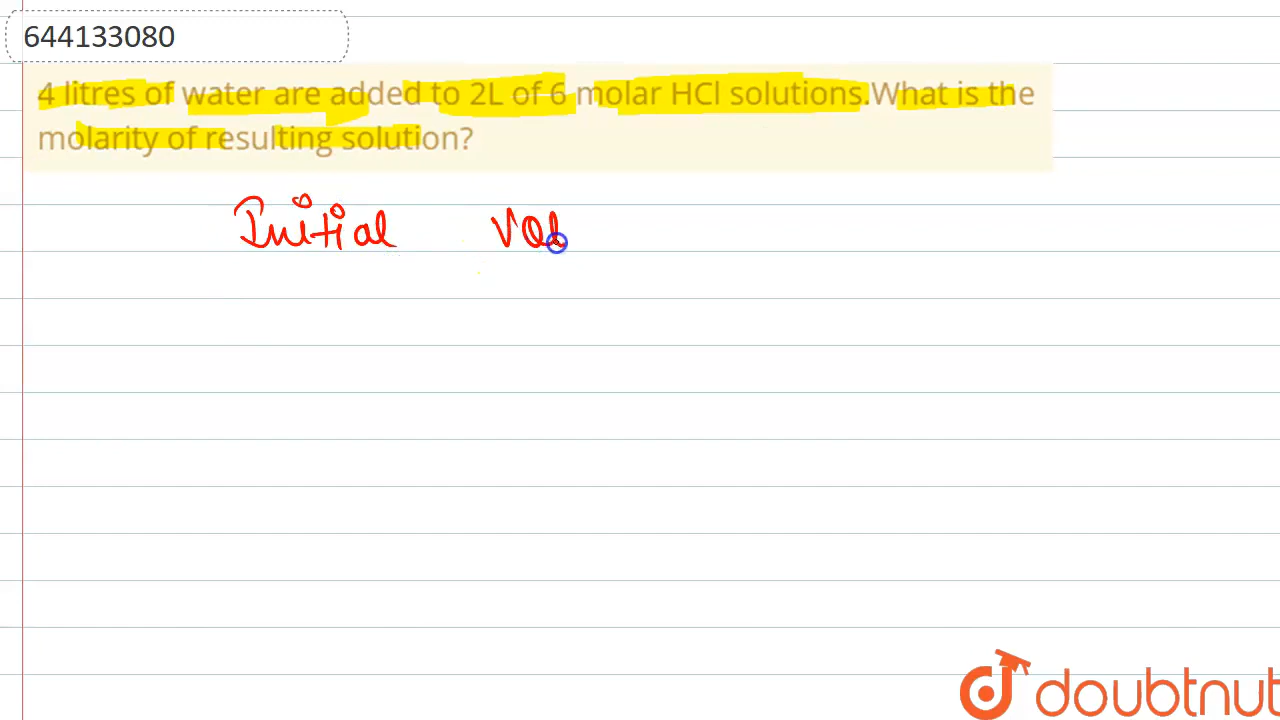 644133080
4 litres of water are added to 2L of 6 molar HCl solutions.What is the
molarity of resulting solution?
Initial Vol
doubtnut